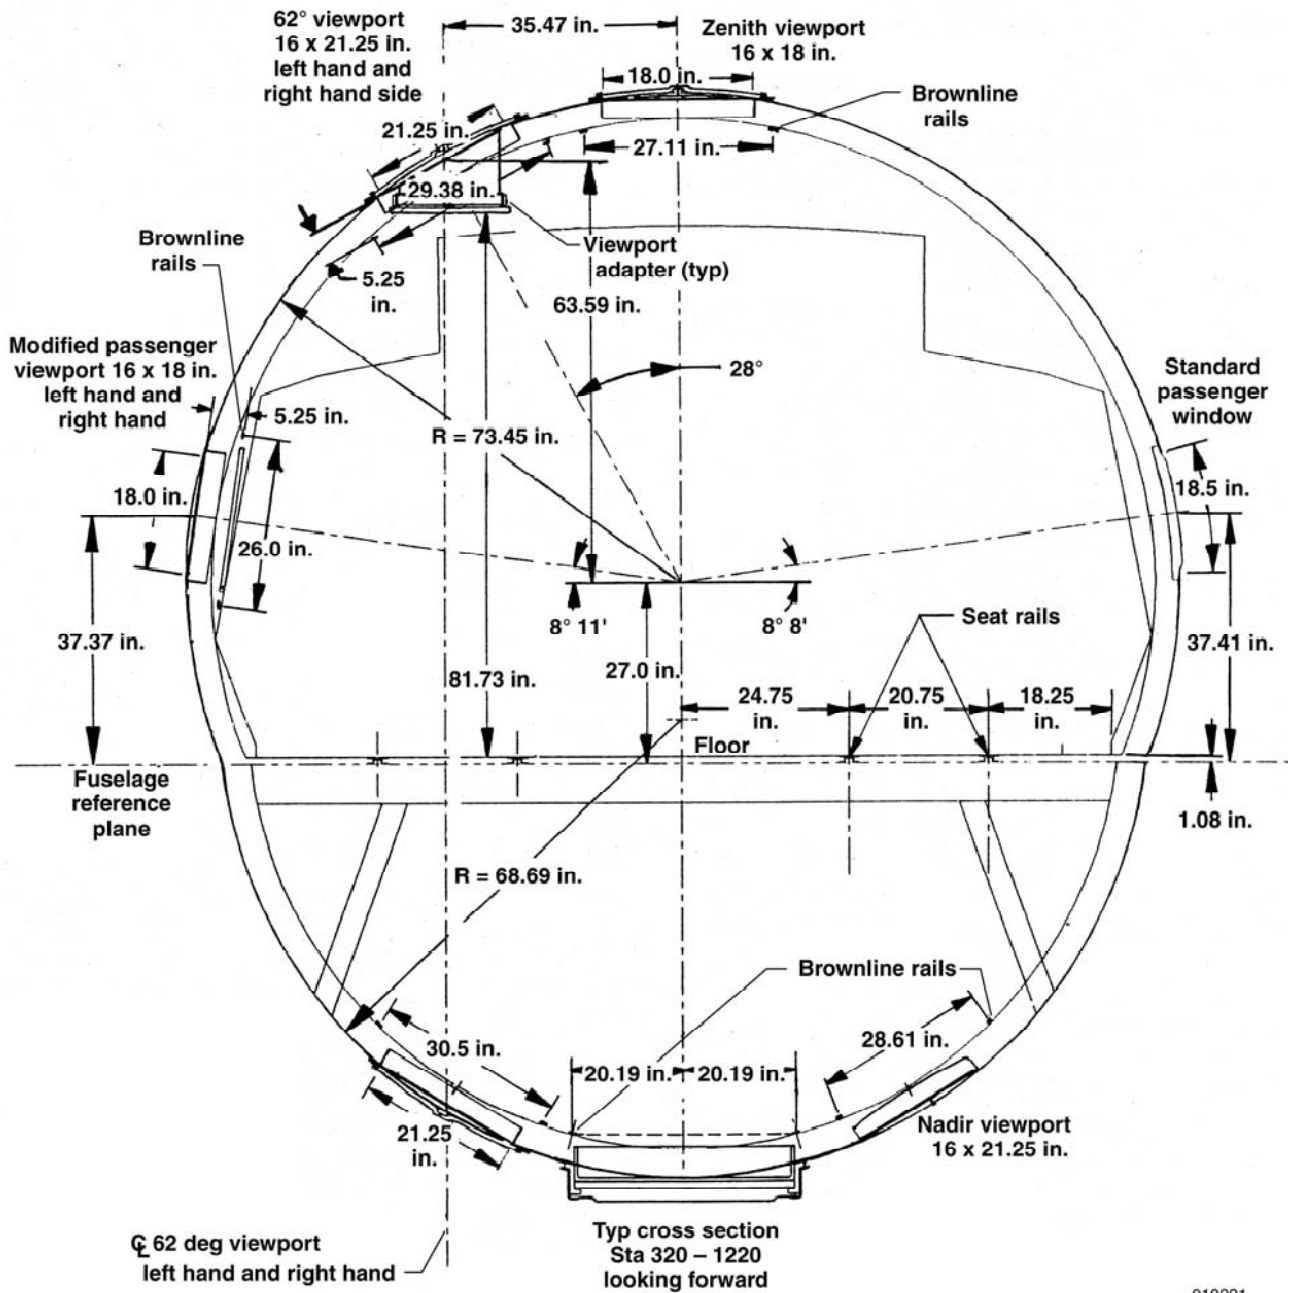 62° viewport
16 x 21.25 in.
left hand and
right hand side
35.47 in.
Zenith viewport
16 x 18 in.
18.0 in.
Brownline
rails
21.25 in.
27.11 in.
29.38 in.
Brownline
rails
Viewport
adapter (typ)
5.25
in.
63.59 in.
Modified passenger
viewport 16 x 18 in.
left hand and
right hand
28°
Standard
passenger
window
5.25 in.
R = 73.45 in.
18.0 in.
18.5 in.
26.0 in.
8° 11'
8° 8'
Seat rails
37.37 in.
37.41 in.
81.73 in.
27.0 in.
24.75
in.
20.75
in.
18.25
in.
Floor
Fuselage
reference
plane
1.08 in.
R = 68.69 in.
Brownline rails
30.5 in.
28.61 in.
20.19 in.
20.19 in.
21.25
in.
Nadir viewport
16 x 21.25 in.
℄ 62 deg viewport
left hand and right hand
Typ cross section
Sta 320 – 1220
looking forward